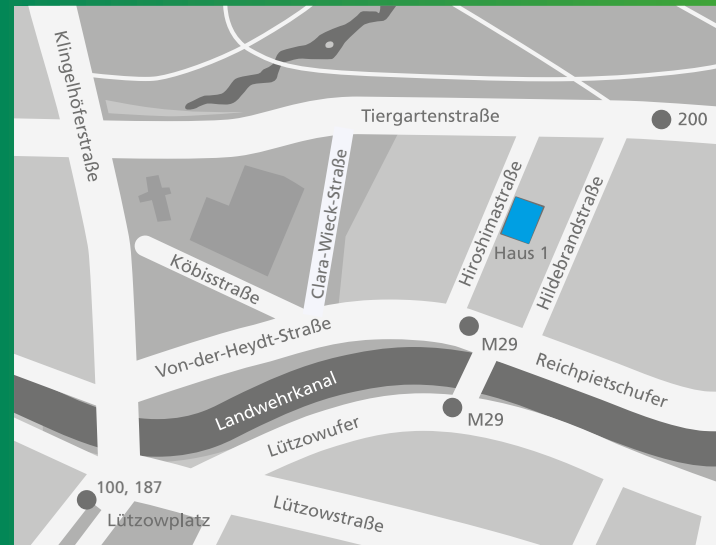 Klingelhöferstraße
Tiergartenstraße
200
Clara-Wieck-Straße
Hiroshimastraße
Hildebrandstraße
Haus 1
Köbisstraße
Von-der-Heydt-Straße
M29
Reichpietschufer
Landwehrkanal
M29
Lützowufer
100, 187
Lützowplatz
Lützowstraße